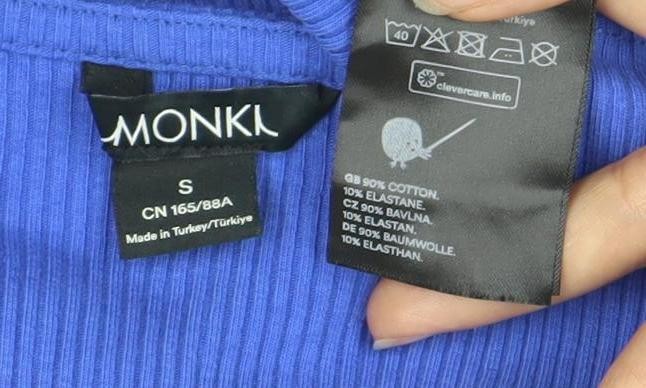 MONKI
S
CN 165/88A
Made in Turkey/Türkiye
Türkiye
40
clevercare.info
GB 90% COTTON.
10% ELASTANE.
CZ 90% BAVLNA.
10% ELASTAN.
DE 90% BAUMWOLLE.
10% ELASTHAN.